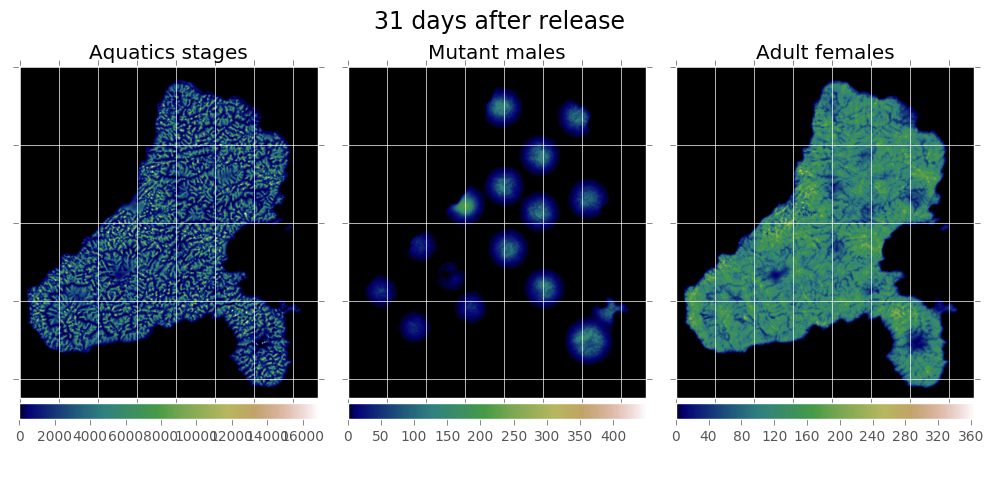 31 days after release
Aquatics stages
Mutant males
Adult females
0 2000 4000 6000 8000 10000 12000 14000 16000
0 50 100 150 200 250 300 350 400
0 40 80 120 160 200 240 280 320 360